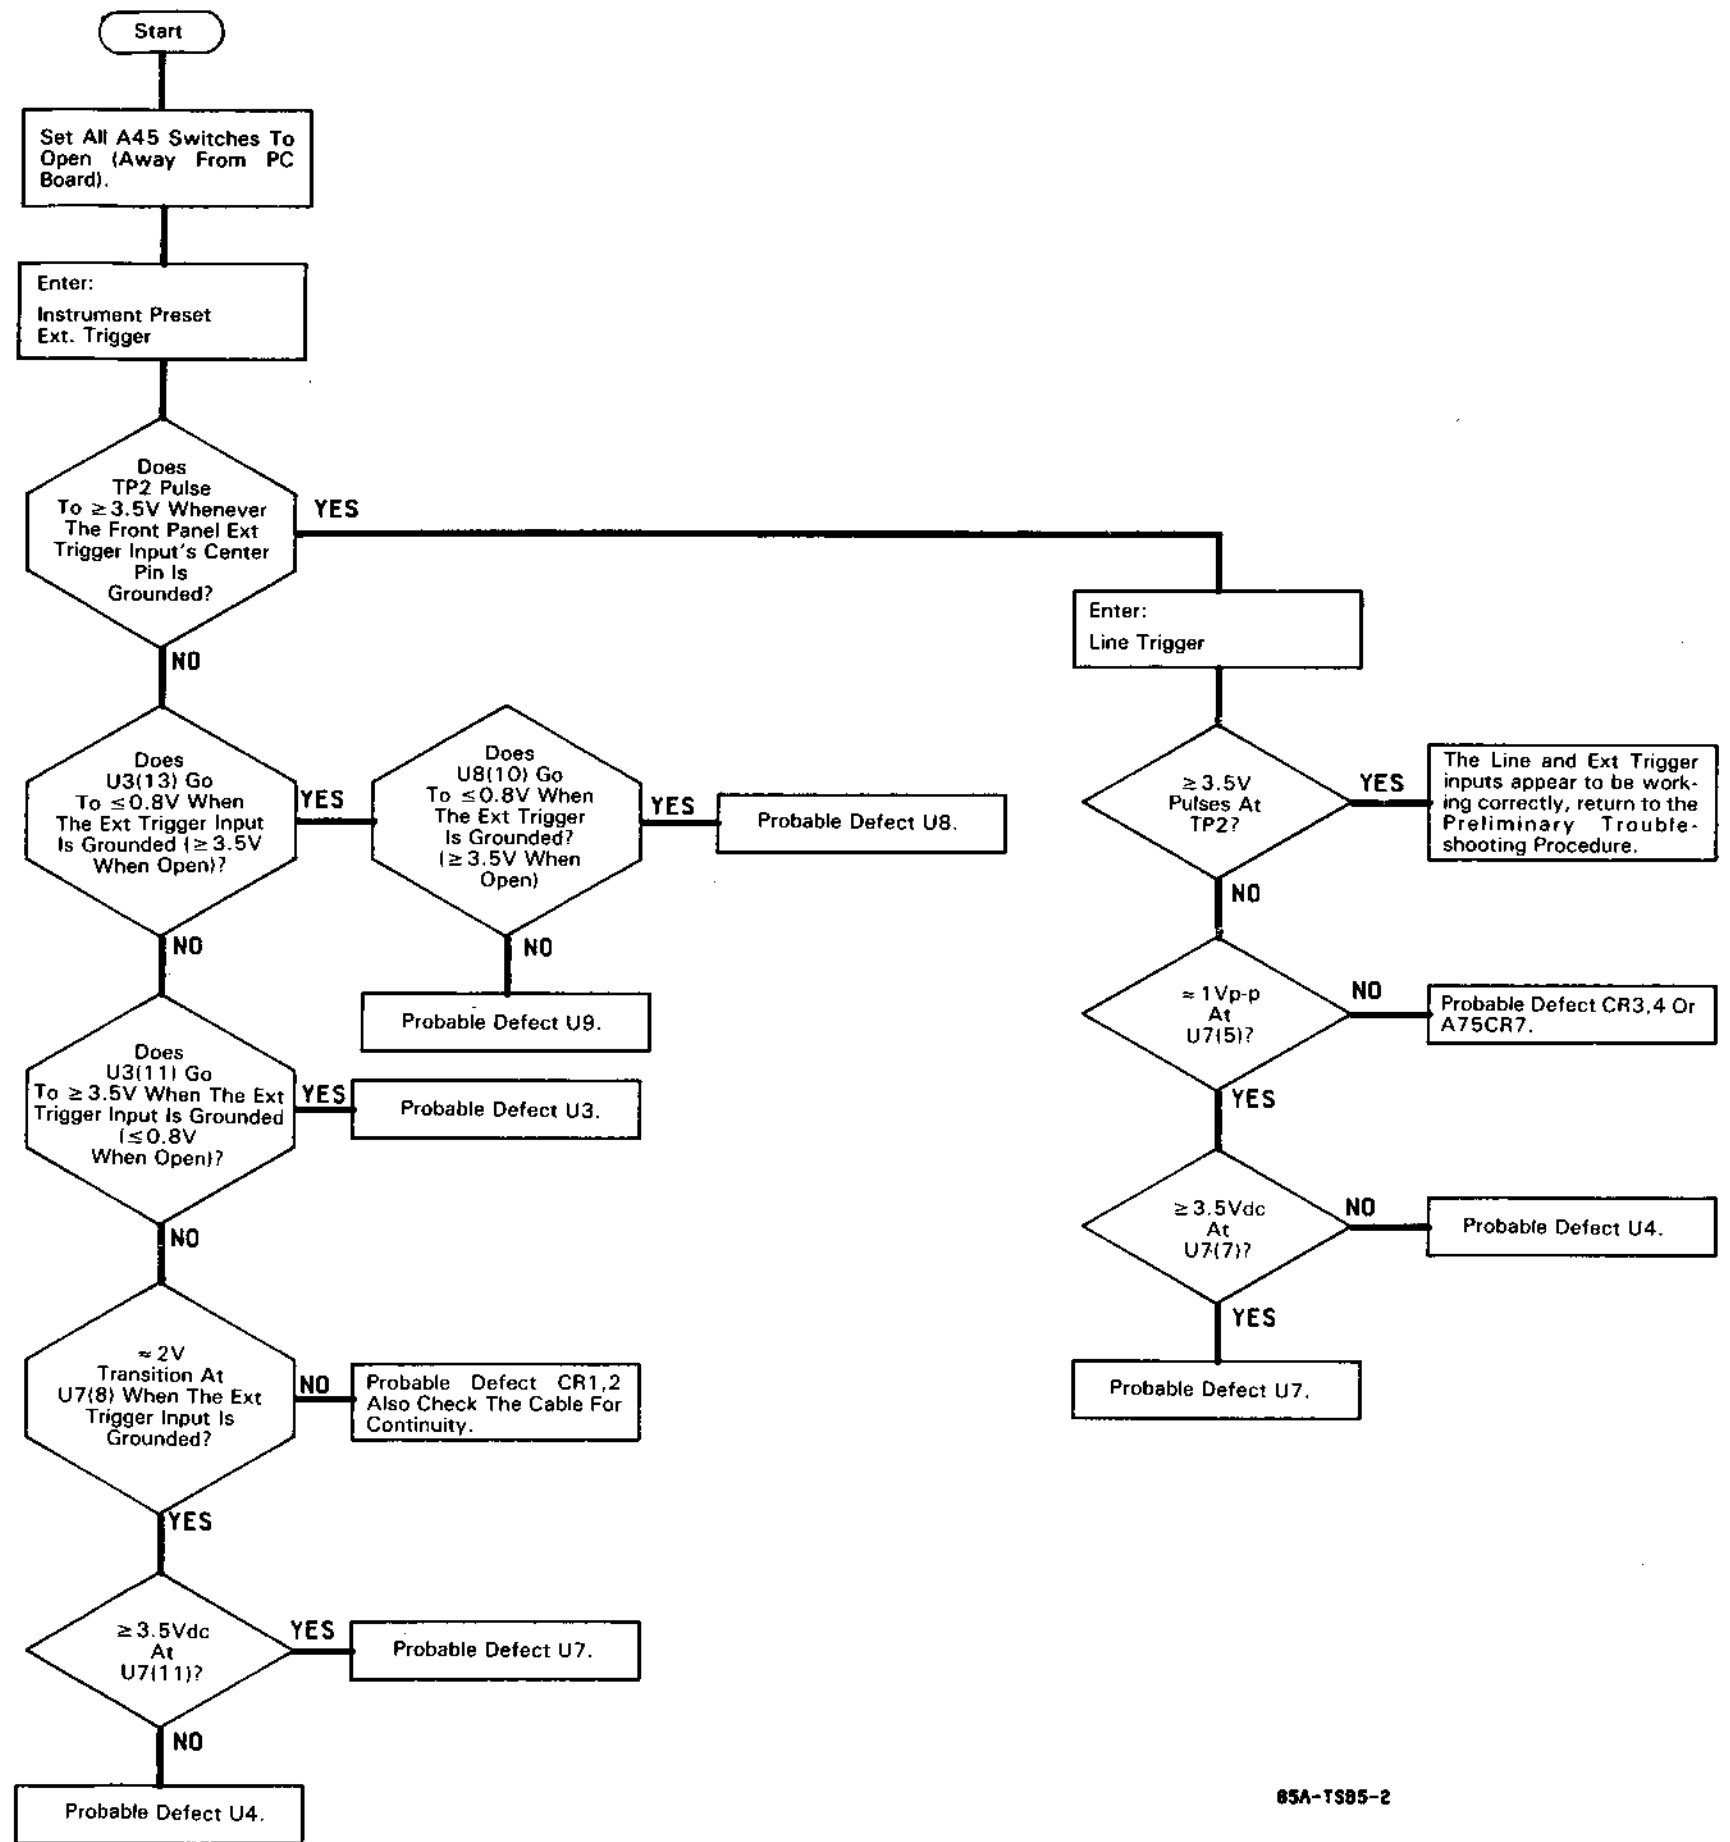 Start
Set All A45 Switches To
Open (Away From PC
Board).
Enter:
Instrument Preset
Ext. Trigger
Does
TP2 Pulse
To ≥3.5V Whenever
The Front Panel Ext
Trigger Input's Center
Pin Is
Grounded?
YES
NO
Enter:
Line Trigger
Does
U3(13) Go
To ≤0.8V When
The Ext Trigger Input
Is Grounded (≥3.5V
When Open)?
YES
NO
Does
U8(10) Go
To ≤0.8V When
The Ext Trigger
Is Grounded?
(≥3.5V When
Open)
YES
NO
Probable Defect U8.
Probable Defect U9.
≥3.5V
Pulses At
TP2?
YES
NO
The Line and Ext Trigger
inputs appear to be work-
ing correctly, return to the
Preliminary Trouble-
shooting Procedure.
≈1Vp-p
At
U7(5)?
NO
YES
Probable Defect CR3,4 Or
A75CR7.
Does
U3(11) Go
To ≥3.5V When The Ext
Trigger Input Is Grounded
(≤0.8V
When Open)?
YES
NO
Probable Defect U3.
≥3.5Vdc
At
U7(7)?
NO
YES
Probable Defect U4.
Probable Defect U7.
≈2V
Transition At
U7(8) When The Ext
Trigger Input Is
Grounded?
NO
YES
Probable Defect CR1,2
Also Check The Cable For
Continuity.
≥3.5Vdc
At
U7(11)?
YES
NO
Probable Defect U7.
Probable Defect U4.
85A-TS85-2